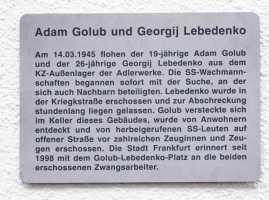 Adam Golub und Georgij Lebedenko
Am 14.03.1945 flohen der 19-jährige Adam Golub
und der 26-jährige Georgij Lebedenko aus dem
KZ-Außenlager der Adlerwerke. Die SS-Wachmann-
schaften begannen sofort mit der Suche, an der
sich auch Nachbarn beteiligten. Lebedenko wurde in
der Kriegkstraße erschossen und zur Abschreckung
stundenlang liegen gelassen. Golub versteckte sich
im Keller dieses Gebäudes, wurde von Anwohnern
entdeckt und von herbeigerufenen SS-Leuten auf
offener Straße vor zahlreichen Zeuginnen und Zeu-
gen erschossen. Die Stadt Frankfurt erinnert seit
1998 mit dem Golub-Lebedenko-Platz an die beiden
erschossenen Zwangsarbeiter.